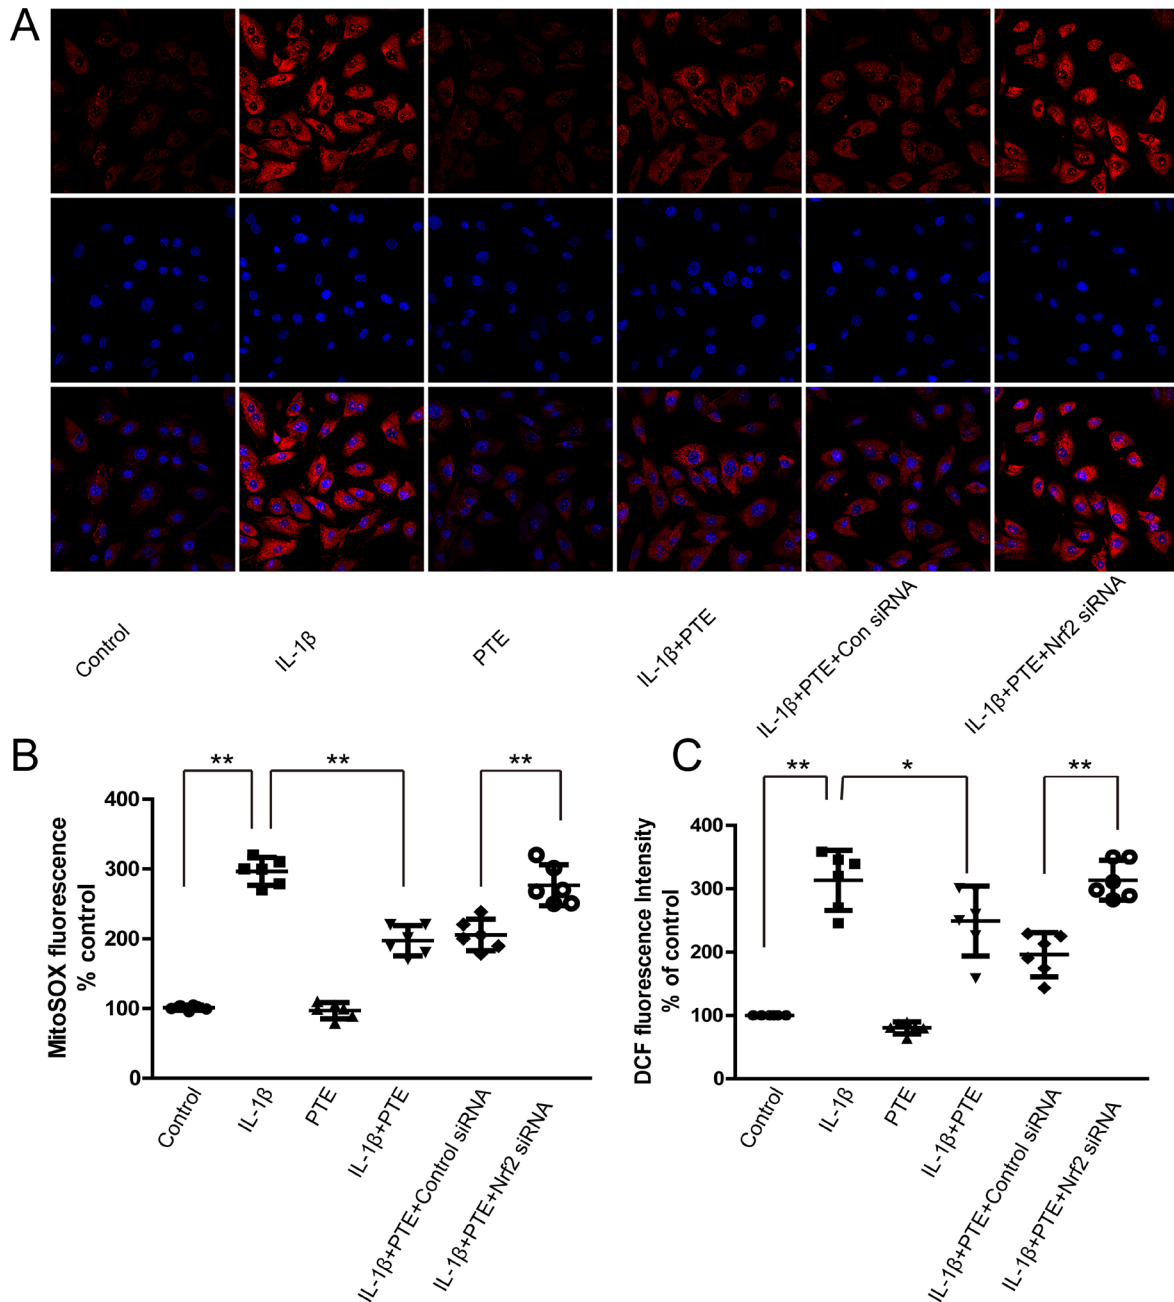 A
Control
IL-1β
PTE
IL-1β+PTE
IL-1β+PTE+Con siRNA
IL-1β+PTE+Nrf2 siRNA
B
**
**
**
MitoSOX fluorescence
% control
400
300
200
100
0
Control
IL-1β
PTE
IL-1β+PTE
IL-1β+PTE+Control siRNA
IL-1β+PTE+Nrf2 siRNA
C
**
*
**
DCF fluorescence Intensity
% of control
400
300
200
100
0
Control
IL-1β
PTE
IL-1β+PTE
IL-1β+PTE+Control siRNA
IL-1β+PTE+Nrf2 siRNA